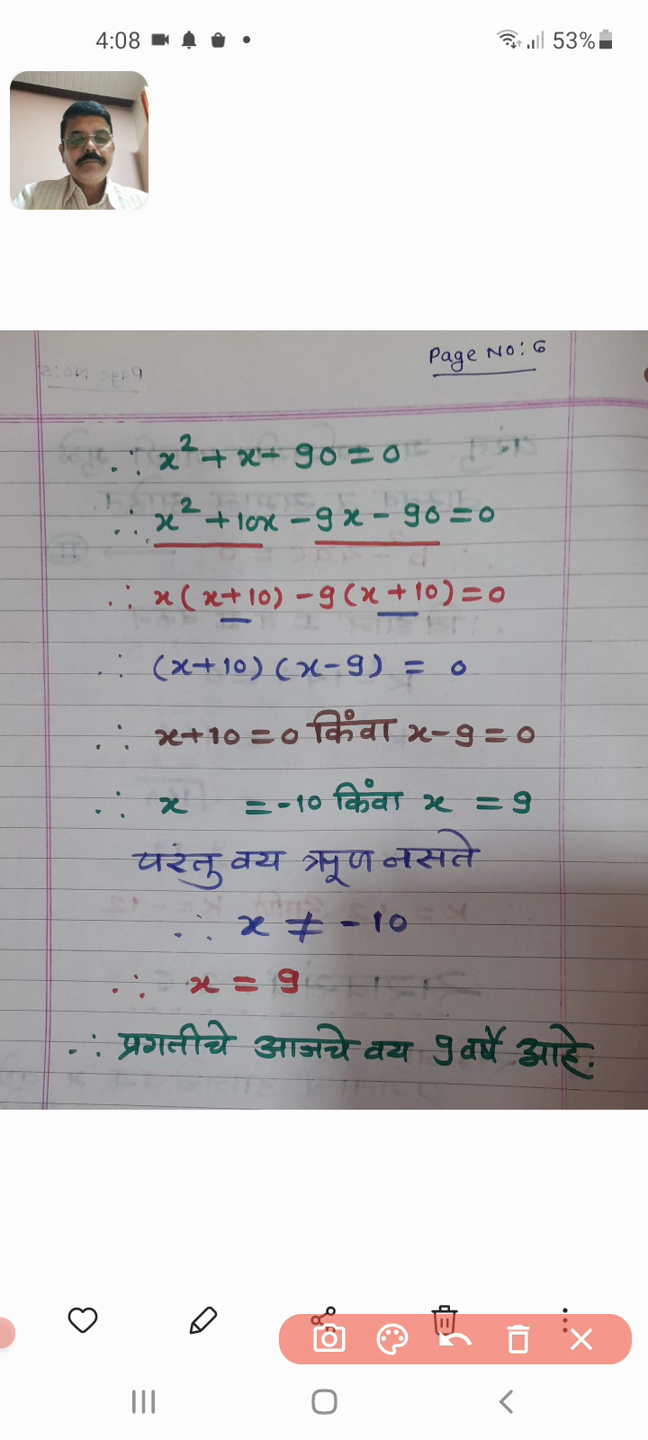 4:08
53%
Page No: 6
∴ x² + x - 90 = 0
∴ x² + 10x - 9x - 90 = 0
∴ x(x+10) - 9(x+10) = 0
∴ (x+10) (x-9) = 0
∴ x+10 = 0 किंवा x-9 = 0
∴ x = -10 किंवा x = 9
परंतु वय ऋण नसते
∴ x ≠ -10
∴ x = 9
∴ प्रगतीचे आजचे वय 9 वर्षे आहे.